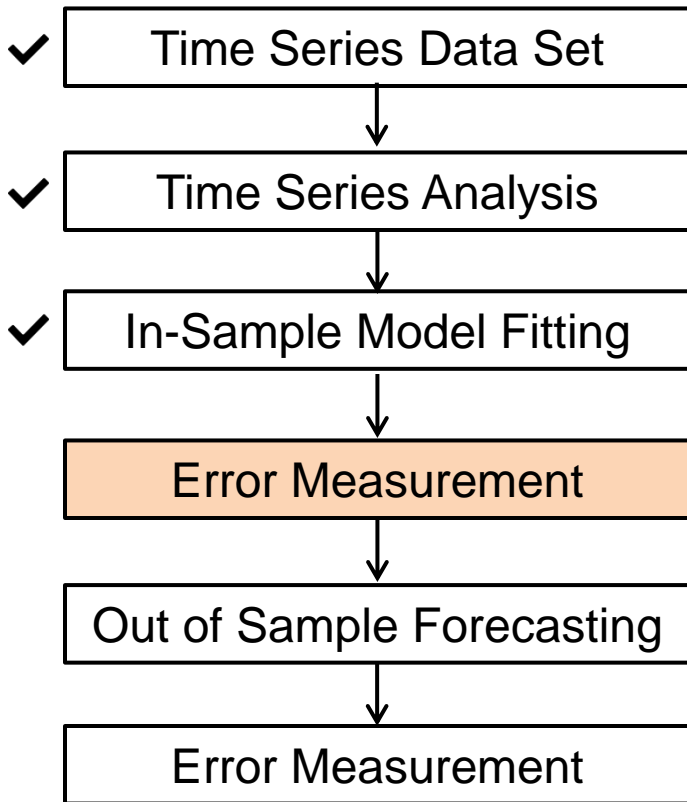 Time Series Data Set
Time Series Analysis
In-Sample Model Fitting
Error Measurement
Out of Sample Forecasting
Error Measurement